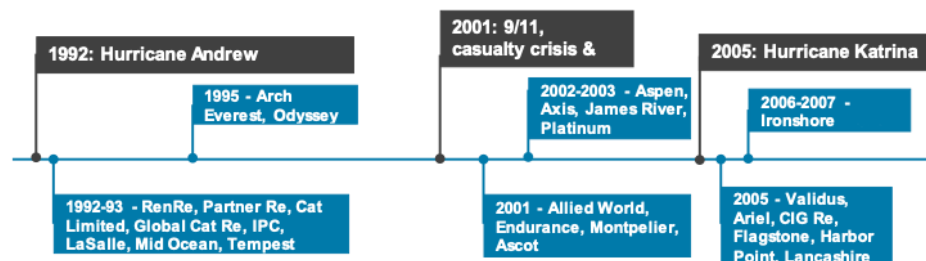 1992: Hurricane Andrew
1995 - Arch
Everest, Odyssey
1992-93 - RenRe, Partner Re, Cat
Limited, Global Cat Re, IPC,
LaSalle, Mid Ocean, Tempest
2001: 9/11,
casualty crisis &
2002-2003 - Aspen,
Axis, James River,
Platinum
2001 - Allied World,
Endurance, Montpelier,
Ascot
2005: Hurricane Katrina
2006-2007 -
Ironshore
2005 - Validus,
Ariel, CIG Re,
Flagstone, Harbor
Point, Lancashire